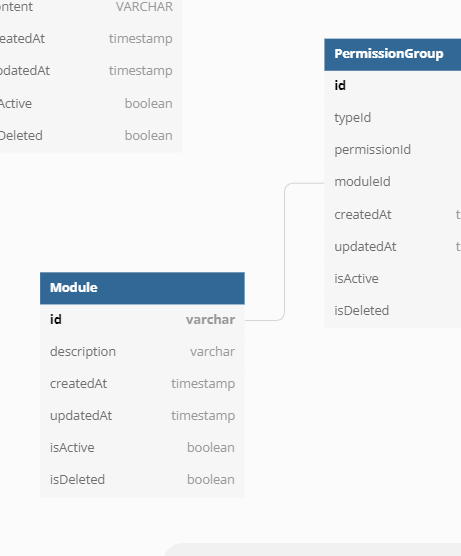 ntent VARCHAR
eatedAt timestamp
pdatedAt timestamp
Active boolean
Deleted boolean
PermissionGroup
id
typeId
permissionId
moduleId
createdAt t
updatedAt t
isActive
isDeleted
Module
id varchar
description varchar
createdAt timestamp
updatedAt timestamp
isActive boolean
isDeleted boolean